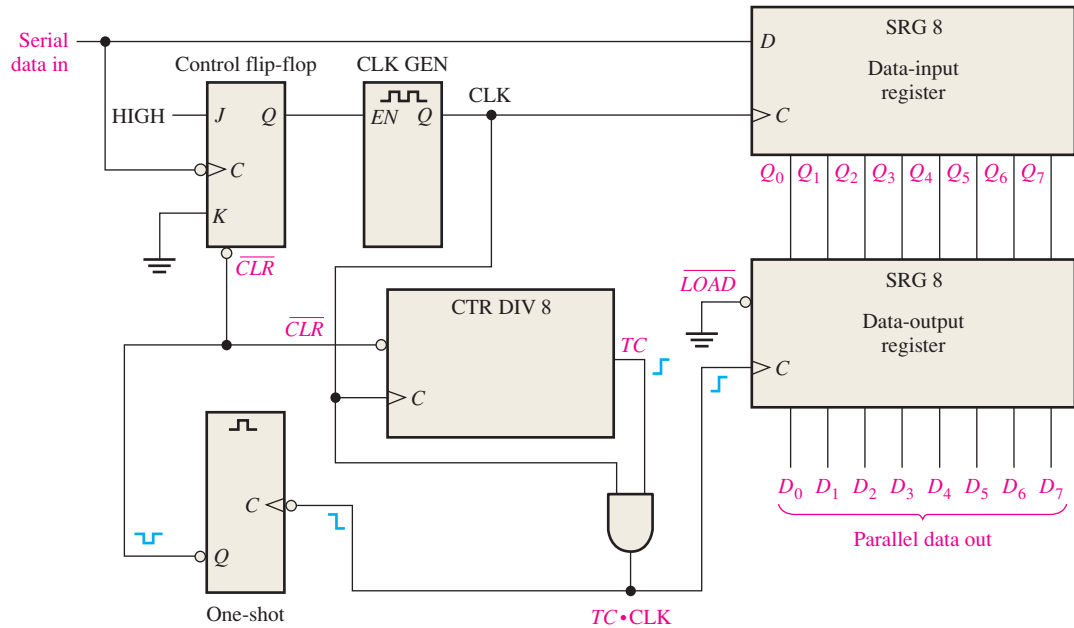 Serial
data in
Control flip-flop
CLK GEN
CLK
HIGH
J
Q
EN
Q
C
K
CLR
SRG 8
D
Data-input
register
C
Q0 Q1 Q2 Q3 Q4 Q5 Q6 Q7
LOAD
SRG 8
Data-output
register
C
CLR
CTR DIV 8
TC
C
C
Q
One-shot
TC•CLK
D0 D1 D2 D3 D4 D5 D6 D7
Parallel data out